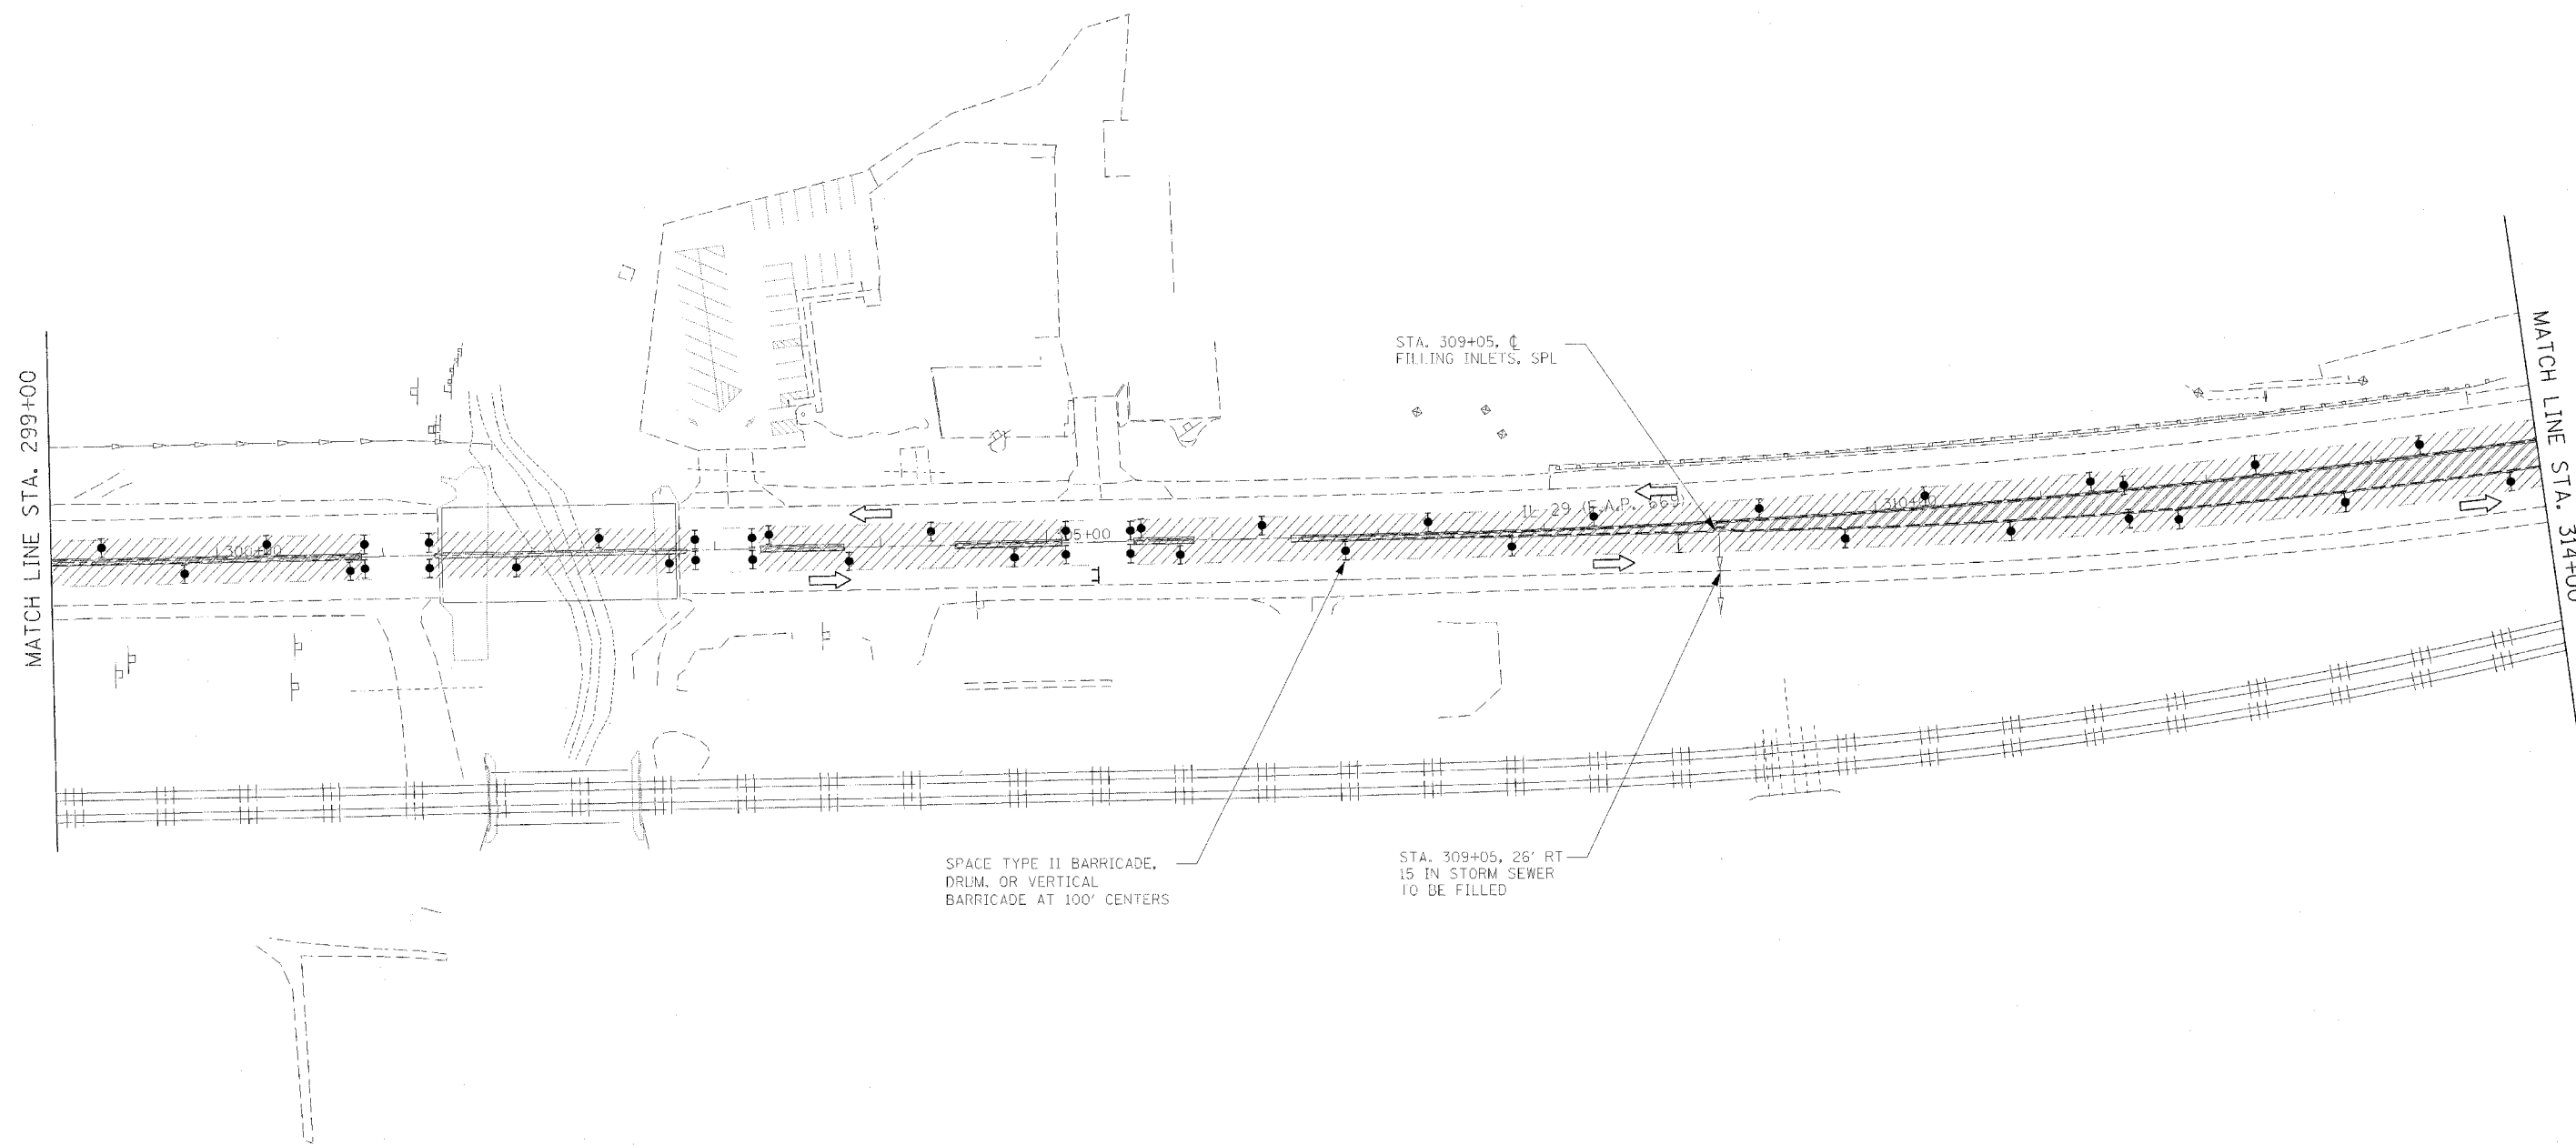 MATCH LINE STA. 299+00
STA. 309+05, ℄
FILLING INLETS, SPL
MATCH LINE STA. 314+00
IL 29 (F.A.P. 669)
300+00
305+00
310+00
SPACE TYPE II BARRICADE,
DRUM, OR VERTICAL
BARRICADE AT 100' CENTERS
STA. 309+05, 26' RT
15 IN STORM SEWER
TO BE FILLED